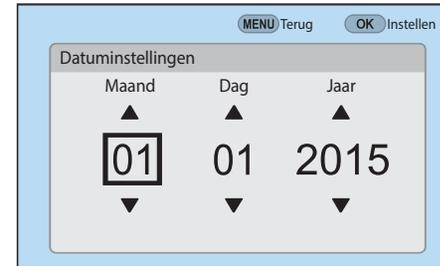 MENU Terug OK Instellen
Datuminstellingen
Maand Dag Jaar
01 01 2015